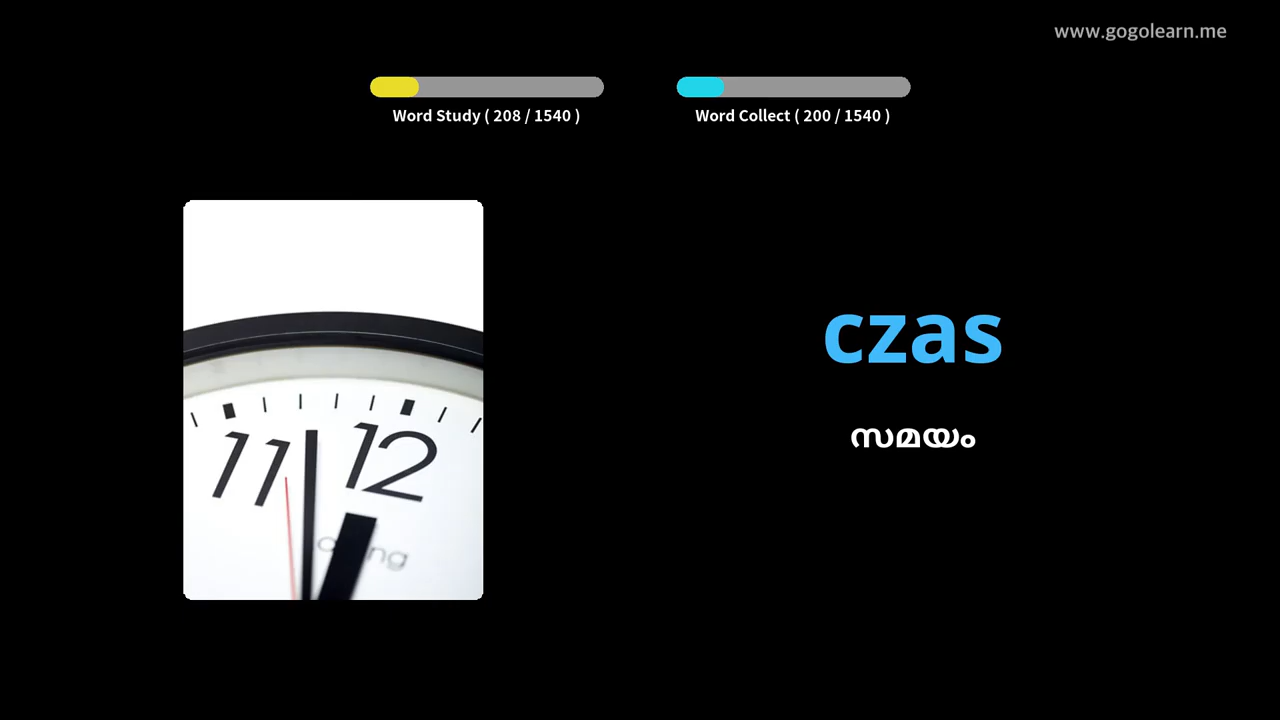 www.gogolearn.me
Word Study ( 208 / 1540 )
Word Collect ( 200 / 1540 )
czas
സമയം
11 12